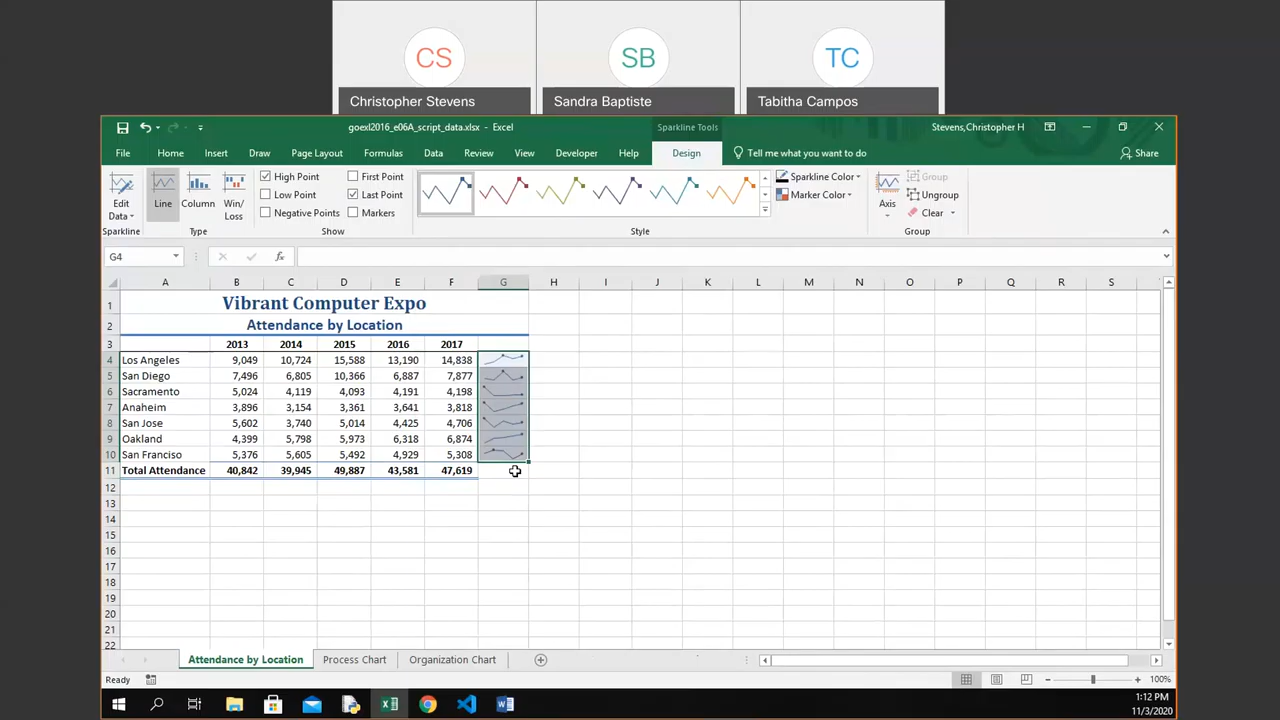 CS SB TC
Christopher Stevens Sandra Baptiste Tabitha Campos
goexl2016_e06A_script_data.xlsx - Excel Sparkline Tools Stevens,Christopher H
File Home Insert Draw Page Layout Formulas Data Review View Developer Help Design Tell me what you want to do Share
High Point First Point Sparkline Color Group
Edit Data Line Column Win/Loss Low Point Last Point Marker Color Axis Ungroup
Negative Points Markers Clear
Sparkline Type Show Style Group
G4 fx
A B C D E F G H I J K L M N O P Q R S
1 Vibrant Computer Expo
2 Attendance by Location
3 2013 2014 2015 2016 2017
4 Los Angeles 9,049 10,724 15,588 13,190 14,838
5 San Diego 7,496 6,805 10,366 6,887 7,877
6 Sacramento 5,024 4,119 4,093 4,191 4,198
7 Anaheim 3,896 3,154 3,361 3,641 3,818
8 San Jose 5,602 3,740 5,014 4,425 4,706
9 Oakland 4,399 5,798 5,973 6,318 6,874
10 San Franciso 5,376 5,605 5,492 4,929 5,308
11 Total Attendance 40,842 39,945 49,887 43,581 47,619
12
13
14
15
16
17
18
19
20
21
22
Attendance by Location Process Chart Organization Chart
Ready 100%
1:12 PM
11/3/2020